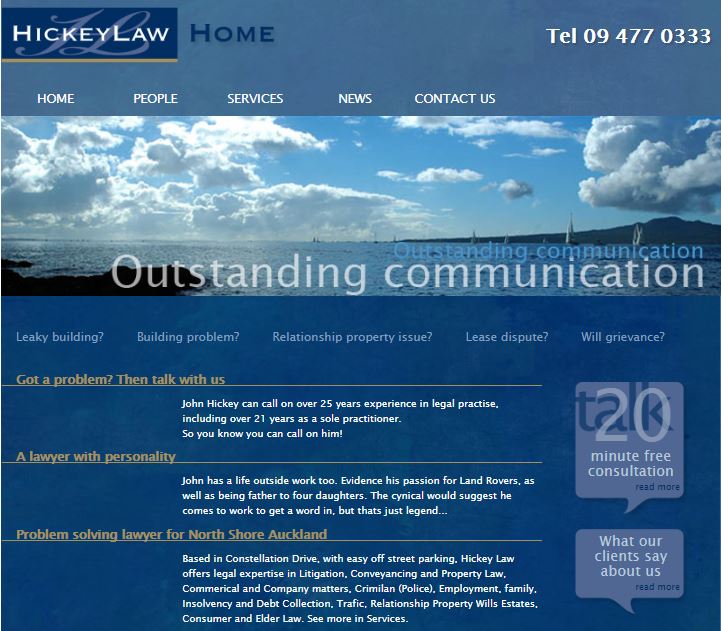 HICKEYLAW HOME
Tel 09 477 0333
HOME PEOPLE SERVICES NEWS CONTACT US
Outstanding communication
Outstanding communication
Leaky building? Building problem? Relationship property issue? Lease dispute? Will grievance?
Got a problem? Then talk with us
John Hickey can call on over 25 years experience in legal practise,
including over 21 years as a sole practitioner.
So you know you can call on him!
A lawyer with personality
John has a life outside work too. Evidence his passion for Land Rovers, as
well as being father to four daughters. The cynical would suggest he
comes to work to get a word in, but thats just legend...
Problem solving lawyer for North Shore Auckland
Based in Constellation Drive, with easy off street parking, Hickey Law
offers legal expertise in Litigation, Conveyancing and Property Law,
Commerical and Company matters, Crimilan (Police), Employment, family,
Insolvency and Debt Collection, Trafic, Relationship Property Wills Estates,
Consumer and Elder Law. See more in Services.
talk
20
minute free
consultation
read more
What our
clients say
about us
read more